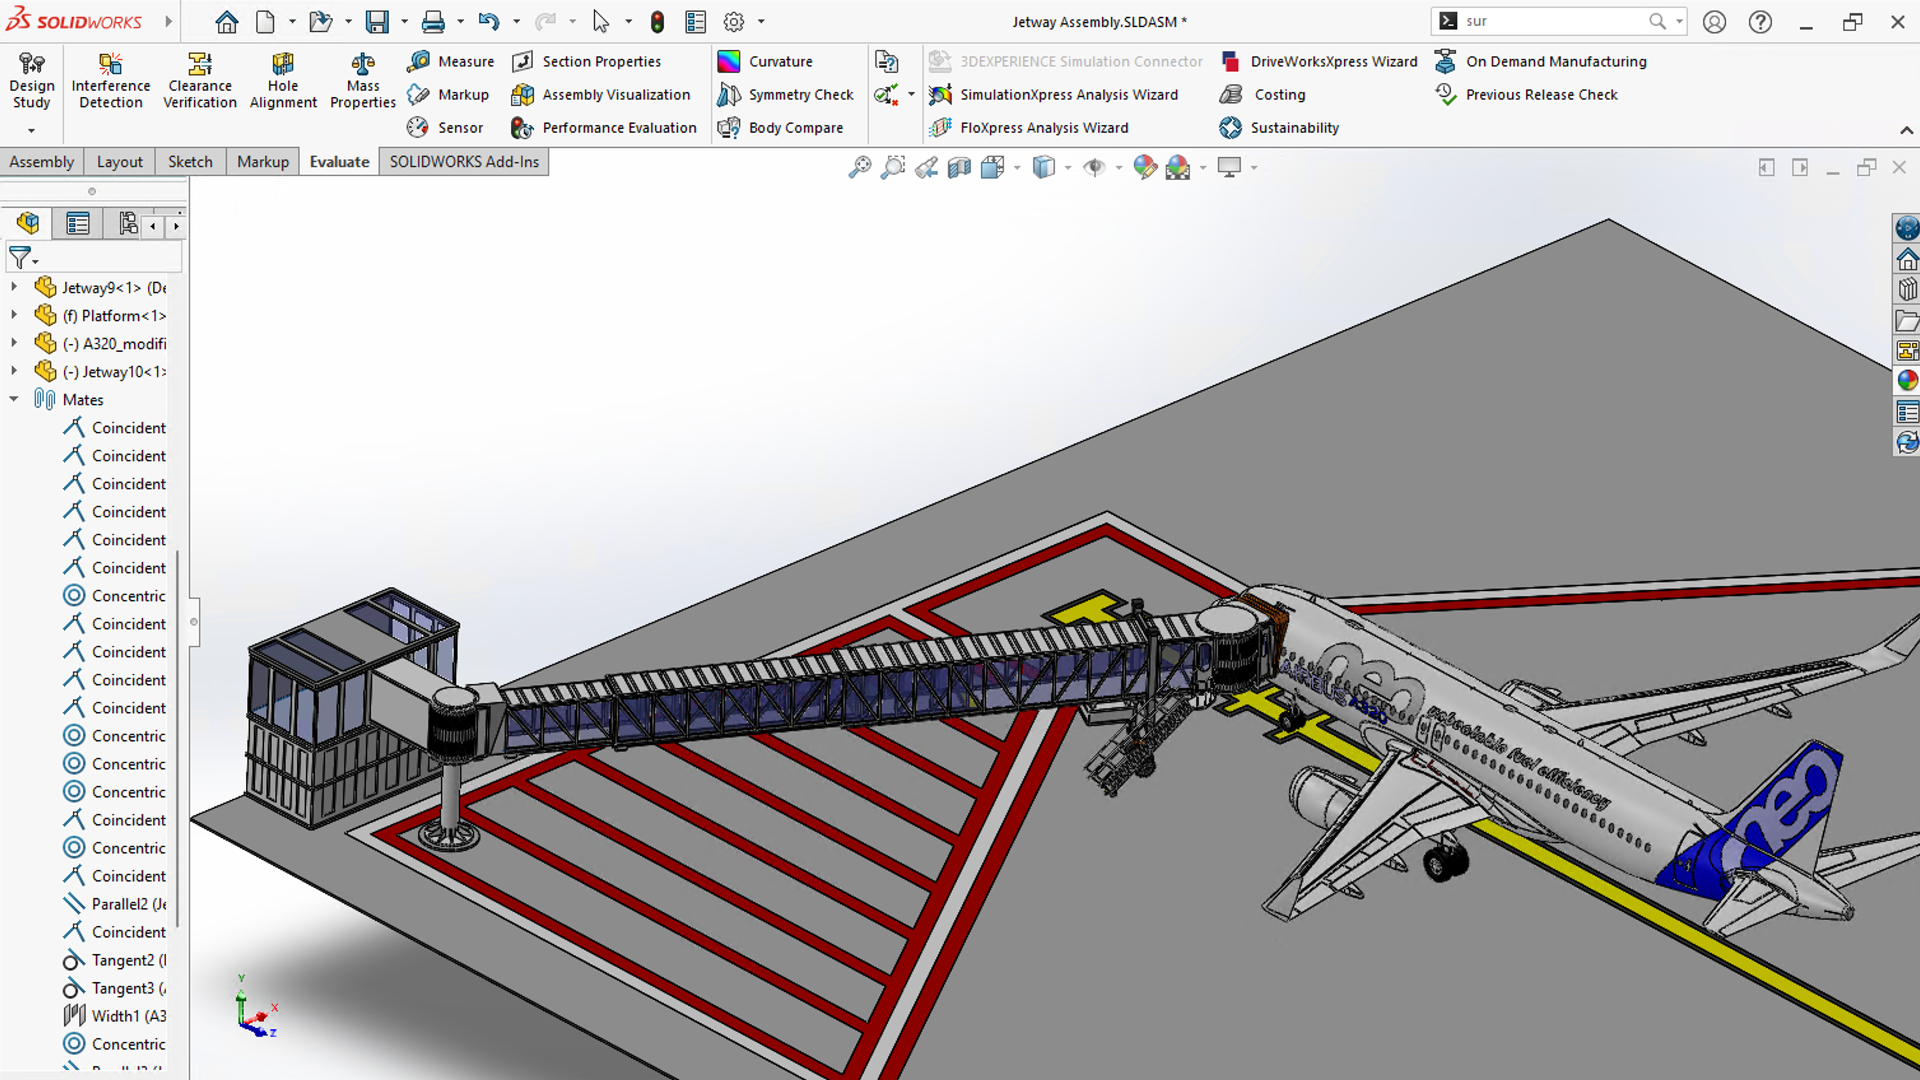 SOLIDWORKS
Jetway Assembly.SLDASM *
sur
Design Study
Interference Detection
Clearance Verification
Hole Alignment
Mass Properties
Measure
Markup
Sensor
Section Properties
Assembly Visualization
Performance Evaluation
Curvature
Symmetry Check
Body Compare
3DEXPERIENCE Simulation Connector
SimulationXpress Analysis Wizard
FloXpress Analysis Wizard
DriveWorksXpress Wizard
Costing
Sustainability
On Demand Manufacturing
Previous Release Check
Assembly
Layout
Sketch
Markup
Evaluate
SOLIDWORKS Add-Ins
Jetway9<1> (De
(f) Platform<1>
(-) A320_modifi
(-) Jetway10<1>
Mates
Coincident
Coincident
Coincident
Coincident
Coincident
Coincident
Concentric
Coincident
Coincident
Coincident
Coincident
Concentric
Concentric
Concentric
Coincident
Concentric
Coincident
Parallel2 (Je
Coincident
Tangent2 (
Tangent3 (
Width1 (A3
Concentric
neo
AIRBUS A320
unbeatable fuel efficiency
neo
Y
X
Z